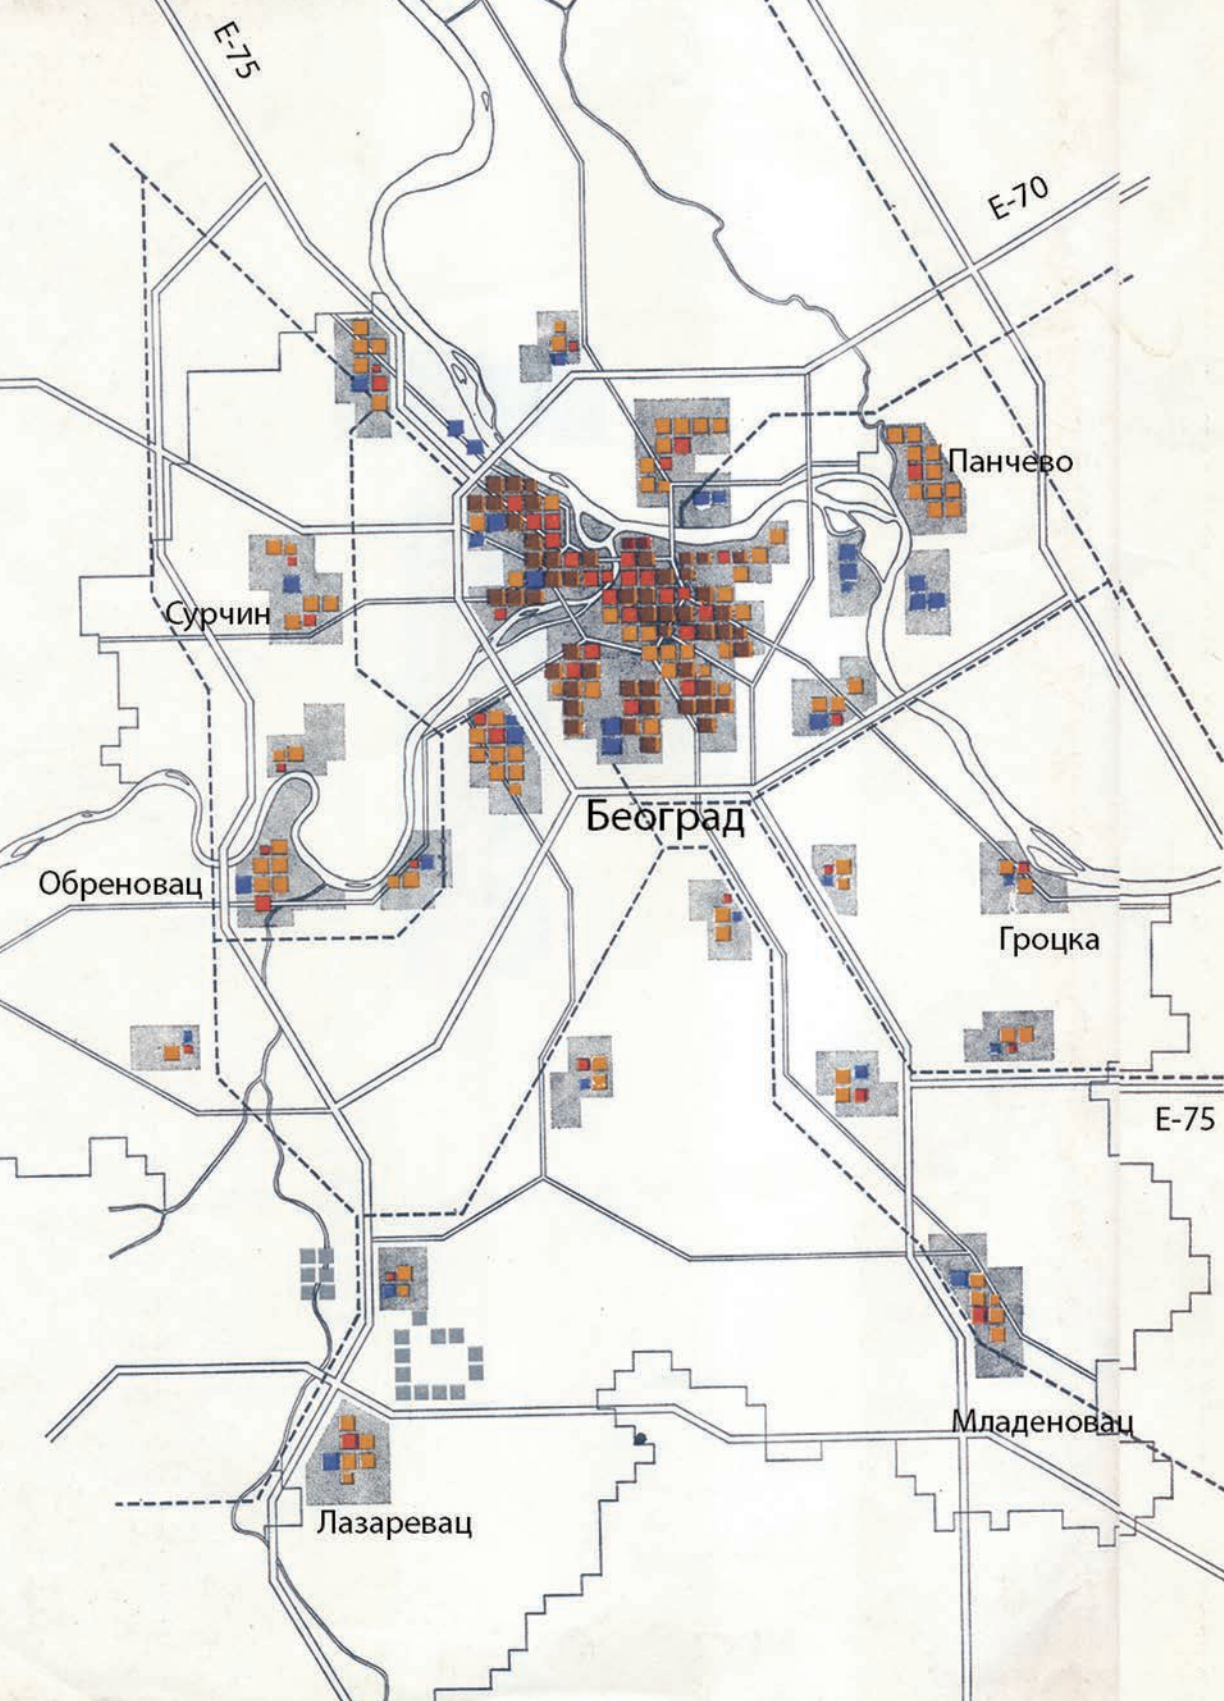 E-75
E-70
Панчево
Сурчин
Београд
Обреновац
Гроцка
E-75
Младеновац
Лазаревац